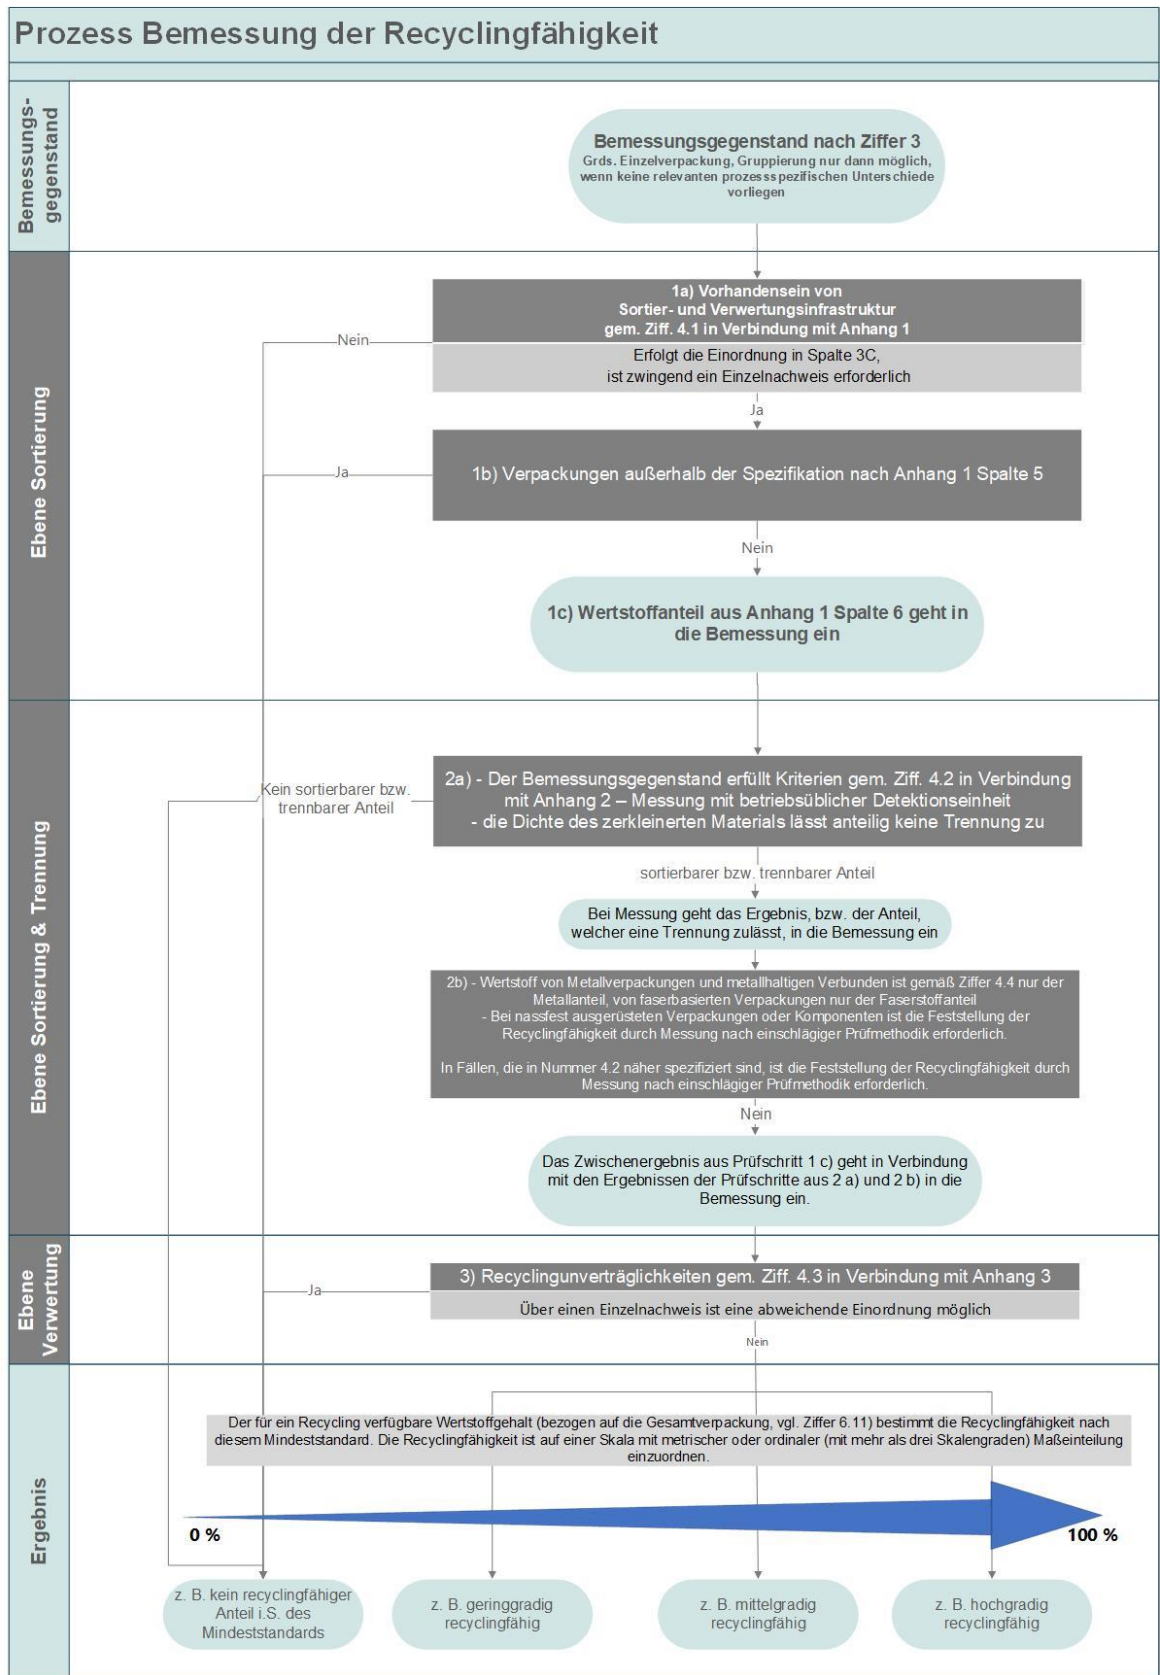 Prozess Bemessung der Recyclingfähigkeit
Bemessungs-
gegenstand
Bemessungsgegenstand nach Ziffer 3
Grds. Einzelverpackung, Gruppierung nur dann möglich,
wenn keine relevanten prozessspezifischen Unterschiede
vorliegen
Ebene Sortierung
1a) Vorhandensein von
Sortier- und Verwertungsinfrastruktur
gem. Ziff. 4.1 in Verbindung mit Anhang 1
Nein
Erfolgt die Einordnung in Spalte 3C,
ist zwingend ein Einzelnachweis erforderlich
Ja
Ja
1b) Verpackungen außerhalb der Spezifikation nach Anhang 1 Spalte 5
Nein
1c) Wertstoffanteil aus Anhang 1 Spalte 6 geht in
die Bemessung ein
Ebene Sortierung & Trennung
Kein sortierbarer bzw.
trennbarer Anteil
2a) - Der Bemessungsgegenstand erfüllt Kriterien gem. Ziff. 4.2 in Verbindung
mit Anhang 2 – Messung mit betriebsüblicher Detektionseinheit
- die Dichte des zerkleinerten Materials lässt anteilig keine Trennung zu
sortierbarer bzw. trennbarer Anteil
Bei Messung geht das Ergebnis, bzw. der Anteil,
welcher eine Trennung zulässt, in die Bemessung ein
2b) - Wertstoff von Metallverpackungen und metallhaltigen Verbunden ist gemäß Ziffer 4.4 nur der
Metallanteil, von faserbasierten Verpackungen nur der Faserstoffanteil
- Bei nassfest ausgerüsteten Verpackungen oder Komponenten ist die Feststellung der
Recyclingfähigkeit durch Messung nach einschlägiger Prüfmethodik erforderlich.
In Fällen, die in Nummer 4.2 näher spezifiziert sind, ist die Feststellung der Recyclingfähigkeit durch
Messung nach einschlägiger Prüfmethodik erforderlich.
Nein
Das Zwischenergebnis aus Prüfschritt 1 c) geht in Verbindung
mit den Ergebnissen der Prüfschritte aus 2 a) und 2 b) in die
Bemessung ein.
Ebene
Verwertung
3) Recyclingunverträglichkeiten gem. Ziff. 4.3 in Verbindung mit Anhang 3
Ja
Über einen Einzelnachweis ist eine abweichende Einordnung möglich
Nein
Ergebnis
Der für ein Recycling verfügbare Wertstoffgehalt (bezogen auf die Gesamtverpackung, vgl. Ziffer 6.11) bestimmt die Recyclingfähigkeit nach
diesem Mindeststandard. Die Recyclingfähigkeit ist auf einer Skala mit metrischer oder ordinaler (mit mehr als drei Skalengraden) Maßeinteilung
einzuordnen.
0 %
100 %
z. B. kein recyclingfähiger
Anteil i.S. des
Mindeststandards
z. B. geringgradig
recyclingfähig
z. B. mittelgradig
recyclingfähig
z. B. hochgradig
recyclingfähig